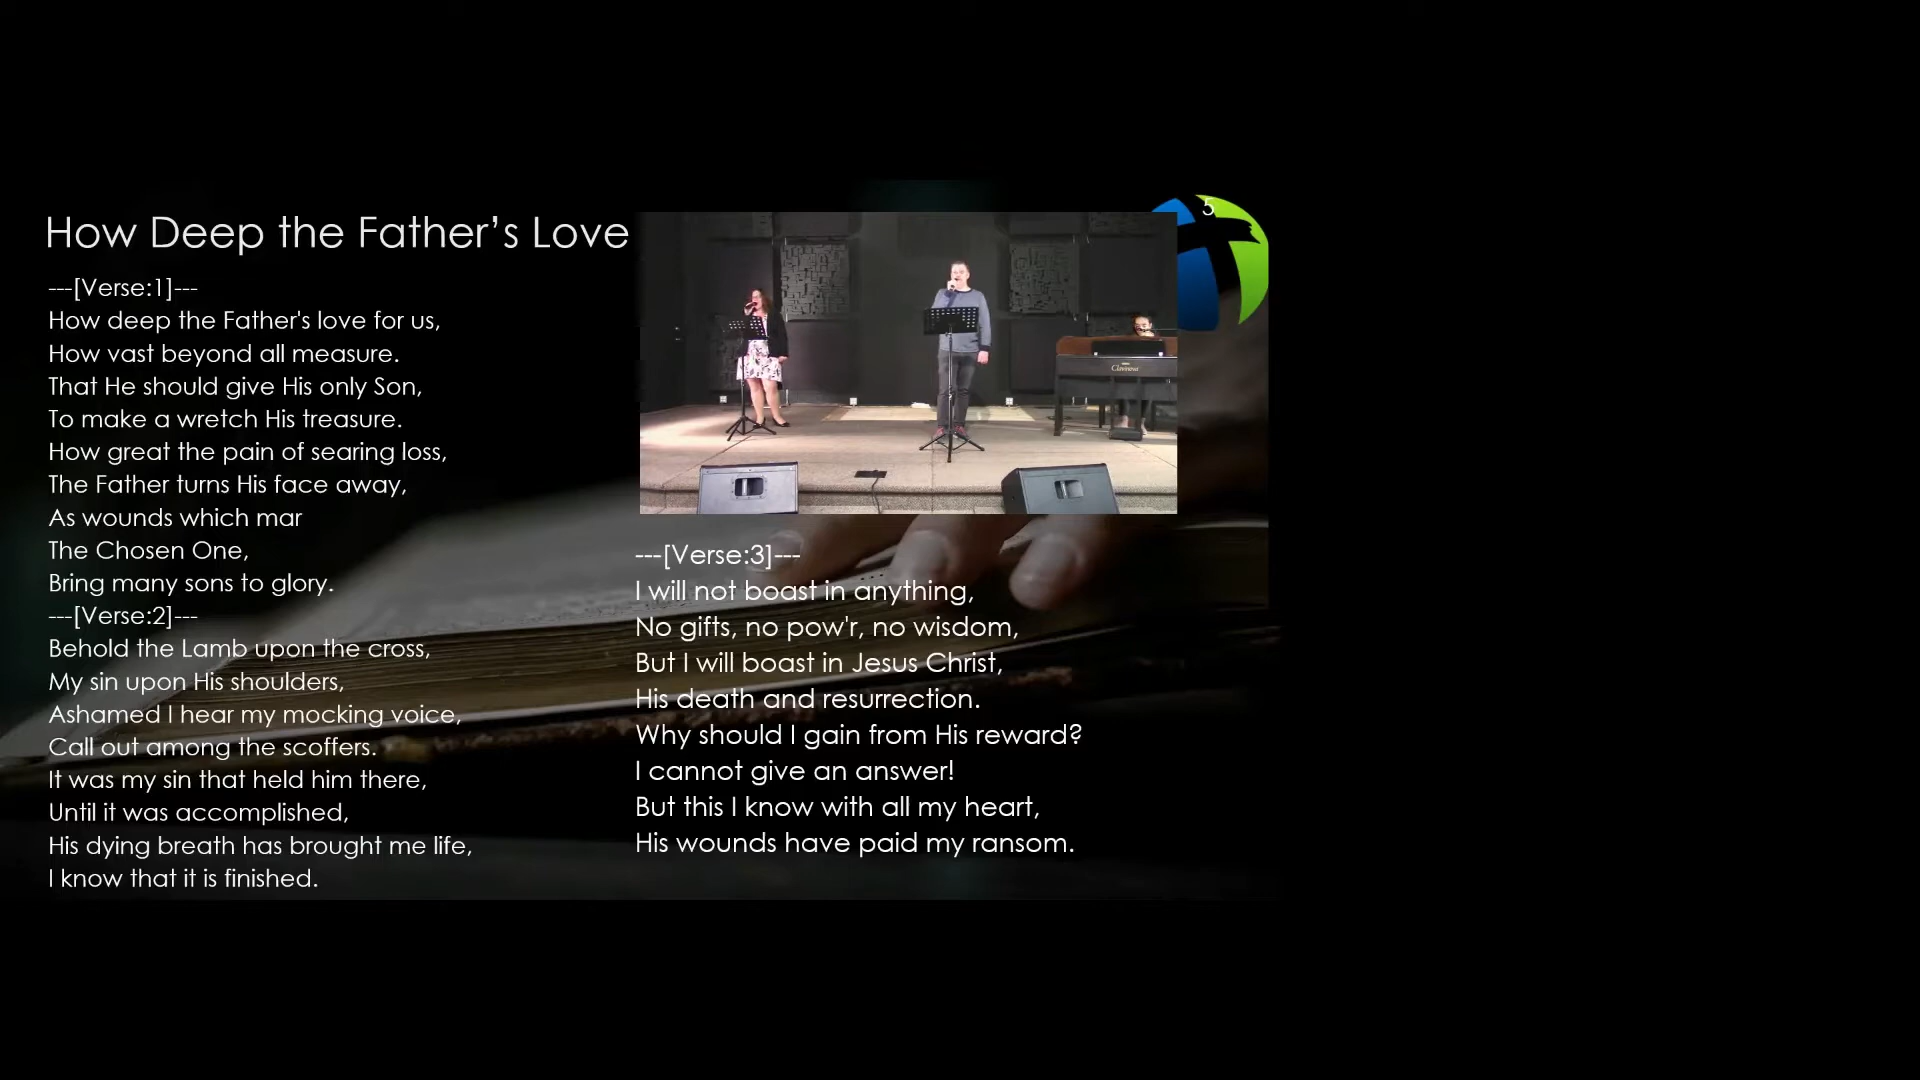 How Deep the Father’s Love
---[Verse:1]---
How deep the Father's love for us,
How vast beyond all measure.
That He should give His only Son,
To make a wretch His treasure.
How great the pain of searing loss,
The Father turns His face away,
As wounds which mar
The Chosen One,
Bring many sons to glory.
---[Verse:2]---
Behold the Lamb upon the cross,
My sin upon His shoulders,
Ashamed I hear my mocking voice,
Call out among the scoffers.
It was my sin that held him there,
Until it was accomplished,
His dying breath has brought me life,
I know that it is finished.
5
Clavinova
---[Verse:3]---
I will not boast in anything,
No gifts, no pow'r, no wisdom,
But I will boast in Jesus Christ,
His death and resurrection.
Why should I gain from His reward?
I cannot give an answer!
But this I know with all my heart,
His wounds have paid my ransom.